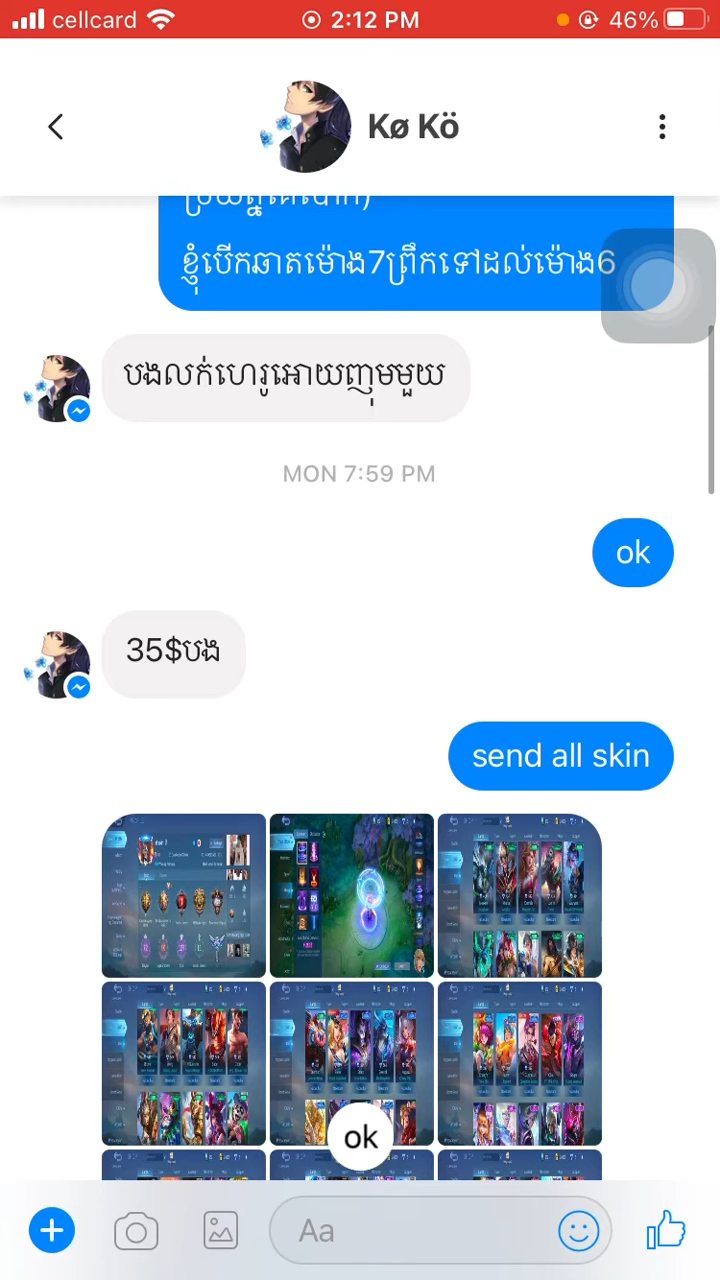 cellcard
2:12 PM
46%
Kø Kö
ខ្ញុំបើកឆាតម៉ោង7ព្រឹកទៅដល់ម៉ោង6
បងលក់ហេរូអោយញុមមួយ
MON 7:59 PM
ok
35$បង
send all skin
ok
Aa